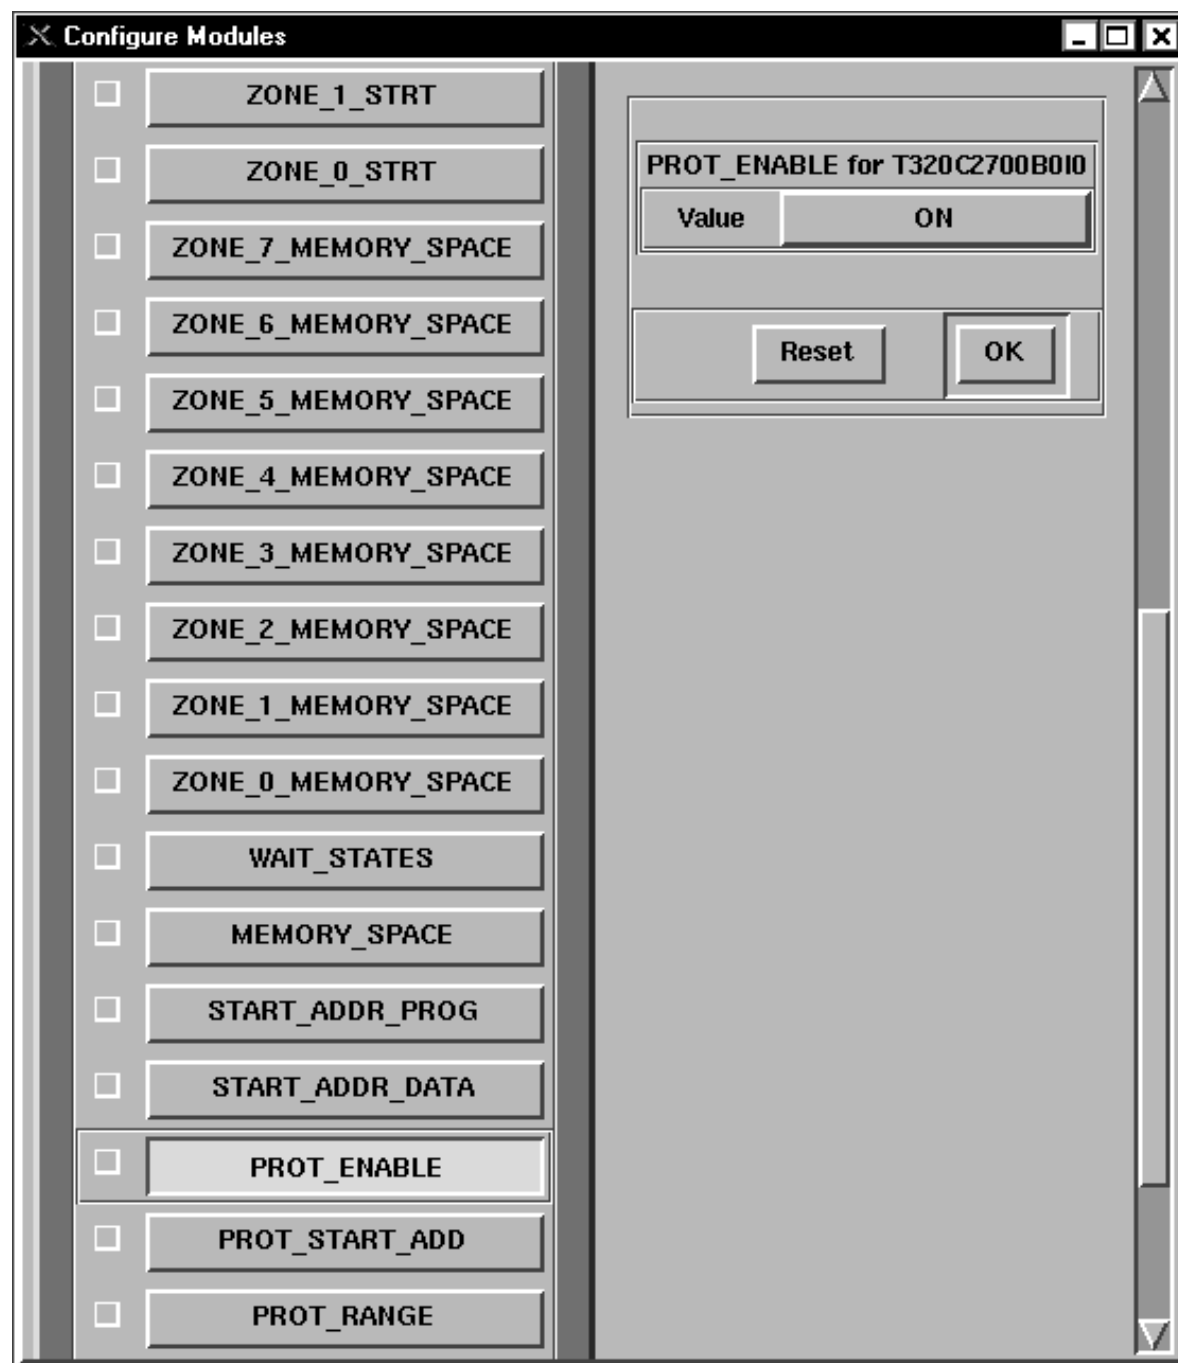 Configure Modules
ZONE_1_STRT
ZONE_0_STRT
ZONE_7_MEMORY_SPACE
ZONE_6_MEMORY_SPACE
ZONE_5_MEMORY_SPACE
ZONE_4_MEMORY_SPACE
ZONE_3_MEMORY_SPACE
ZONE_2_MEMORY_SPACE
ZONE_1_MEMORY_SPACE
ZONE_0_MEMORY_SPACE
WAIT_STATES
MEMORY_SPACE
START_ADDR_PROG
START_ADDR_DATA
PROT_ENABLE
PROT_START_ADD
PROT_RANGE
PROT_ENABLE for T320C2700B0I0
Value ON
Reset OK